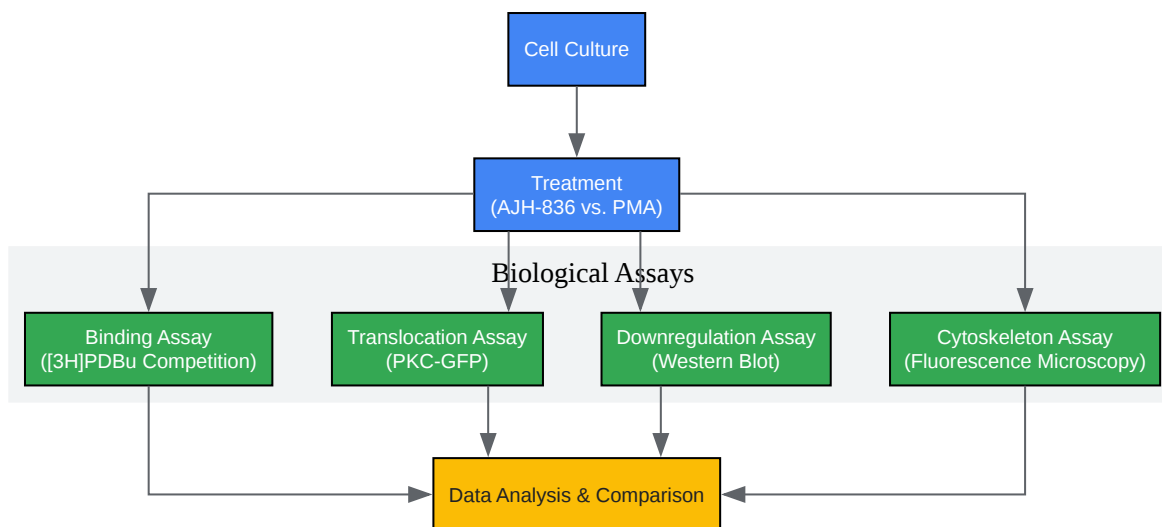 Cell Culture
Treatment
(AJH-836 vs. PMA)
Biological Assays
Binding Assay
([3H]PDBu Competition)
Translocation Assay
(PKC-GFP)
Downregulation Assay
(Western Blot)
Cytoskeleton Assay
(Fluorescence Microscopy)
Data Analysis & Comparison